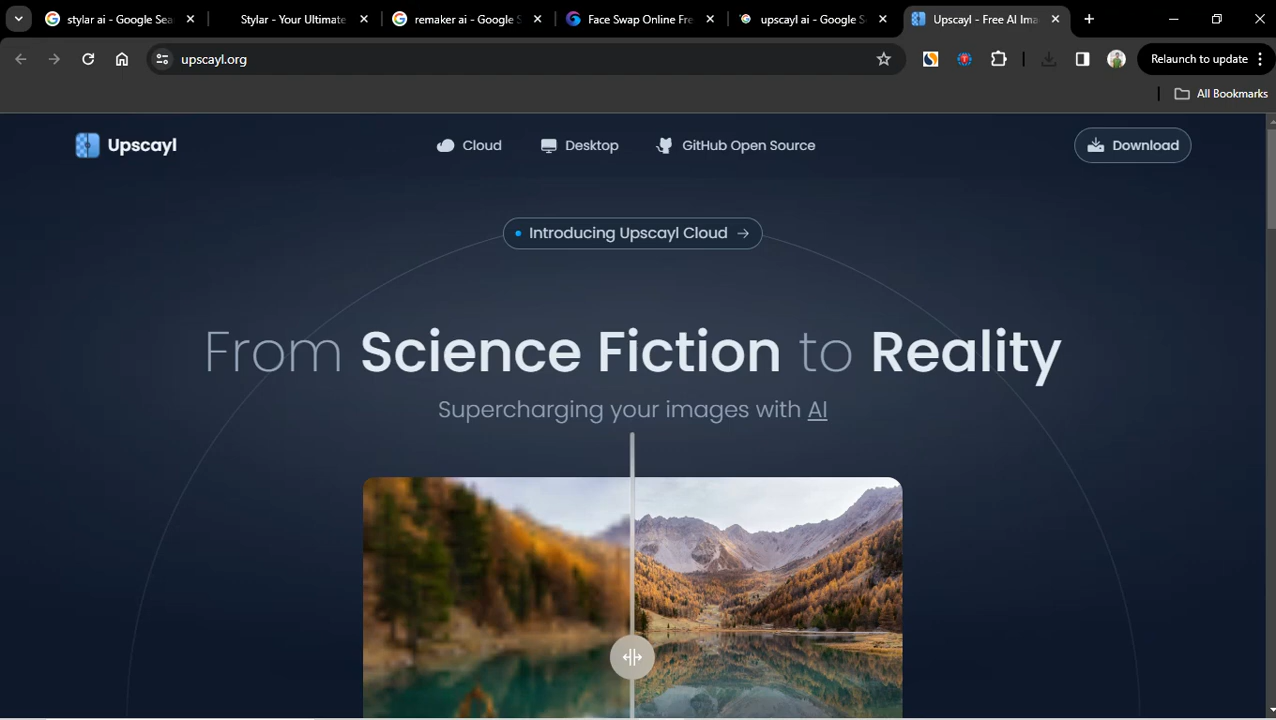 stylar ai - Google Sea
Stylar - Your Ultimate
remaker ai - Google S
Face Swap Online Fre
upscayl ai - Google S
Upscayl - Free AI Ima
upscayl.org
Relaunch to update
All Bookmarks
Upscayl
Cloud
Desktop
GitHub Open Source
Download
Introducing Upscayl Cloud →
From Science Fiction to Reality
Supercharging your images with AI